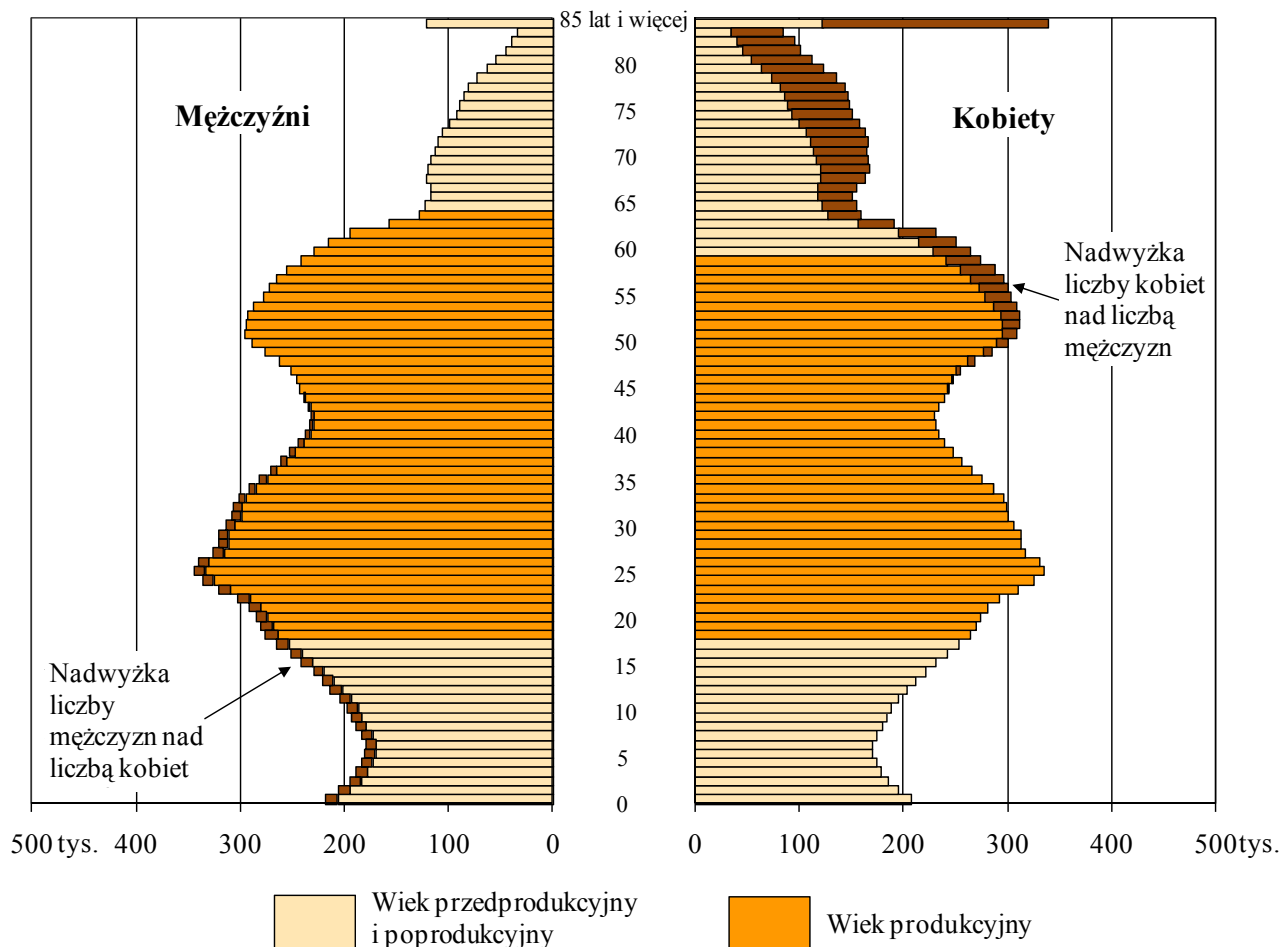 85 lat i więcej
80
75
70
65
60
55
50
45
40
35
30
25
20
15
10
5
0
Mężczyźni
Kobiety
Nadwyżka
liczby kobiet
nad liczbą
mężczyzn
Nadwyżka
liczby
mężczyzn nad
liczbą kobiet
500 tys. 400 300 200 100 0
0 100 200 300 400 500 tys.
Wiek przedprodukcyjny
i poprodukcyjny
Wiek produkcyjny